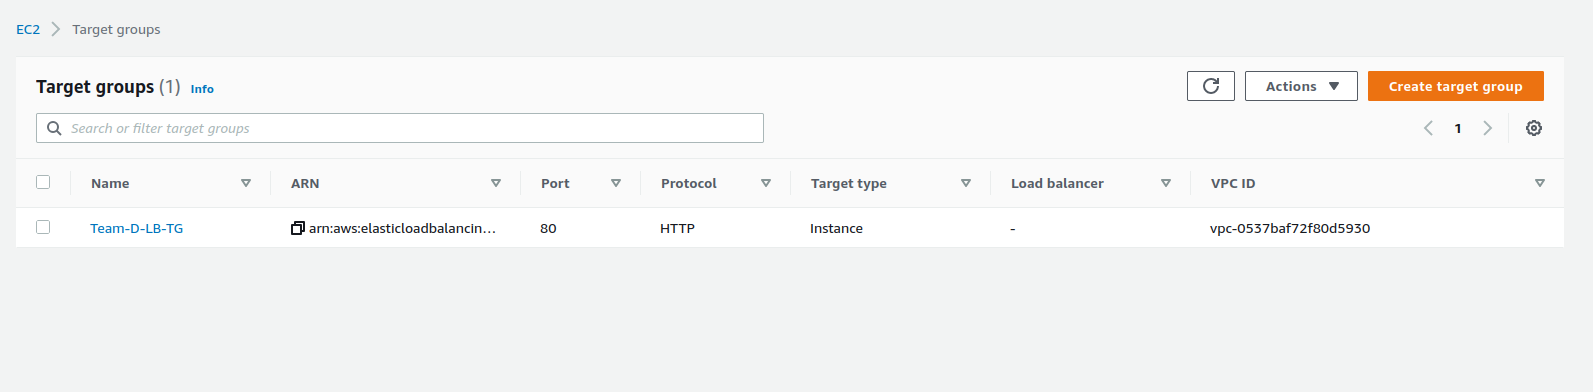 EC2 Target groups
Target groups (1) Info
Actions
Create target group
Search or filter target groups
1
Name ARN Port Protocol Target type Load balancer VPC ID
Team-D-LB-TG arn:aws:elasticloadbalancin... 80 HTTP Instance - vpc-0537baf72f80d5930